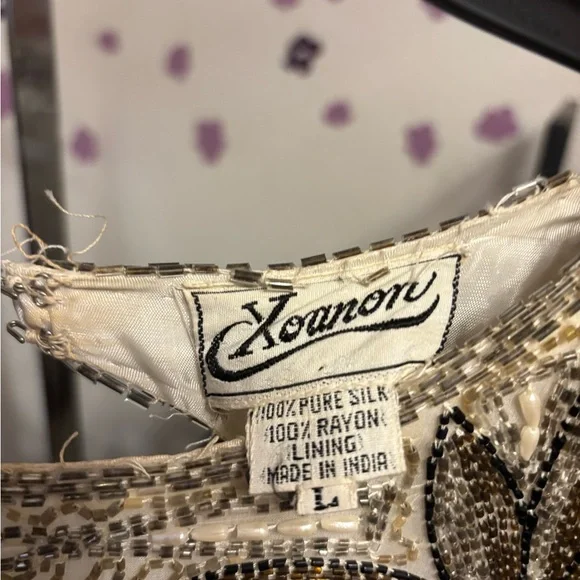 Xoanon
100% PURE SILK
100% RAYON
(LINING)
MADE IN INDIA
L